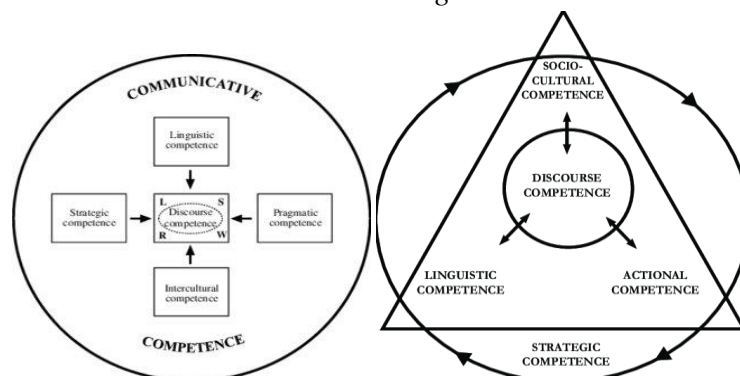 COMMUNICATIVE
Linguistic
competence
L S
Strategic
competence
Discourse
competence
Pragmatic
competence
R W
Intercultural
competence
COMPETENCE
SOCIO-
CULTURAL
COMPETENCE
DISCOURSE
COMPETENCE
LINGUISTIC
COMPETENCE
ACTIONAL
COMPETENCE
STRATEGIC
COMPETENCE